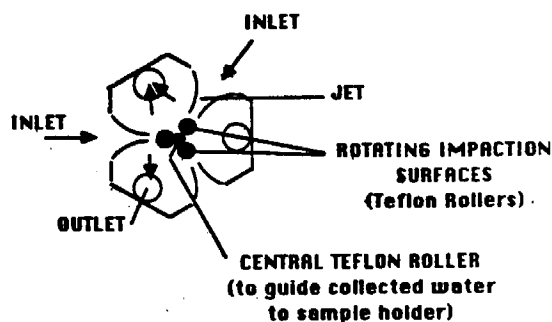 INLET
JET
INLET
ROTATING IMPACTION
SURFACES
(Teflon Rollers)
OUTLET
CENTRAL TEFLON ROLLER
(to guide collected water
to sample holder)